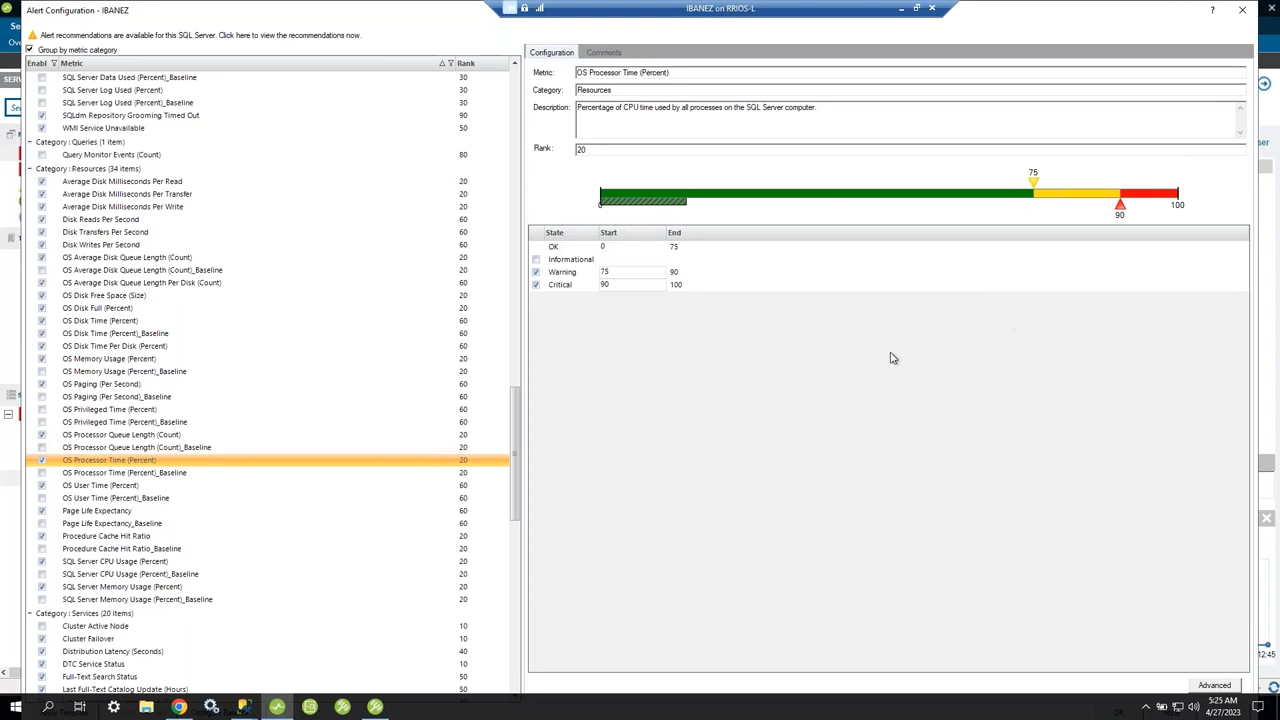 Alert Configuration - IBANEZ
IBANEZ on RRIOS-L
Alert recommendations are available for this SQL Server. Click here to view the recommendations now.
Group by metric category
Enabl Metric Rank
SQL Server Data Used (Percent)_Baseline 30
SQL Server Log Used (Percent) 30
SQL Server Log Used (Percent)_Baseline 30
SQLdm Repository Grooming Timed Out 90
WMI Service Unavailable 50
Category : Queries (1 item)
Query Monitor Events (Count) 80
Category : Resources (34 items)
Average Disk Milliseconds Per Read 20
Average Disk Milliseconds Per Transfer 20
Average Disk Milliseconds Per Write 20
Disk Reads Per Second 20
Disk Transfers Per Second 20
Disk Writes Per Second 20
OS Average Disk Queue Length (Count) 20
OS Average Disk Queue Length (Count)_Baseline 20
OS Average Disk Queue Length Per Disk (Count) 20
OS Disk Free Space (Size) 20
OS Disk Full (Percent) 20
OS Disk Time (Percent) 60
OS Disk Time (Percent)_Baseline 60
OS Disk Time Per Disk (Percent) 60
OS Memory Usage (Percent) 20
OS Memory Usage (Percent)_Baseline 20
OS Paging (Per Second) 60
OS Paging (Per Second)_Baseline 60
OS Privileged Time (Percent) 60
OS Privileged Time (Percent)_Baseline 60
OS Processor Queue Length (Count) 20
OS Processor Queue Length (Count)_Baseline 20
OS Processor Time (Percent) 20
OS Processor Time (Percent)_Baseline 20
OS User Time (Percent) 60
OS User Time (Percent)_Baseline 60
Page Life Expectancy 60
Page Life Expectancy_Baseline 60
Procedure Cache Hit Ratio 20
Procedure Cache Hit Ratio_Baseline 20
SQL Server CPU Usage (Percent) 20
SQL Server CPU Usage (Percent)_Baseline 20
SQL Server Memory Usage (Percent) 20
SQL Server Memory Usage (Percent)_Baseline 20
Category : Services (20 items)
Cluster Active Node 10
Cluster Failover 10
Distribution Latency (Seconds) 40
DTC Service Status 10
Full-Text Search Status 50
Last Full-Text Catalog Update (Hours) 50
Configuration Comments
Metric: OS Processor Time (Percent)
Category: Resources
Description: Percentage of CPU time used by all processes on the SQL Server computer.
Rank: 20
75
0 100
90
State Start End
OK 0 75
Informational
Warning 75 90
Critical 90 100
Advanced
12:45
5:25 AM
4/27/2023